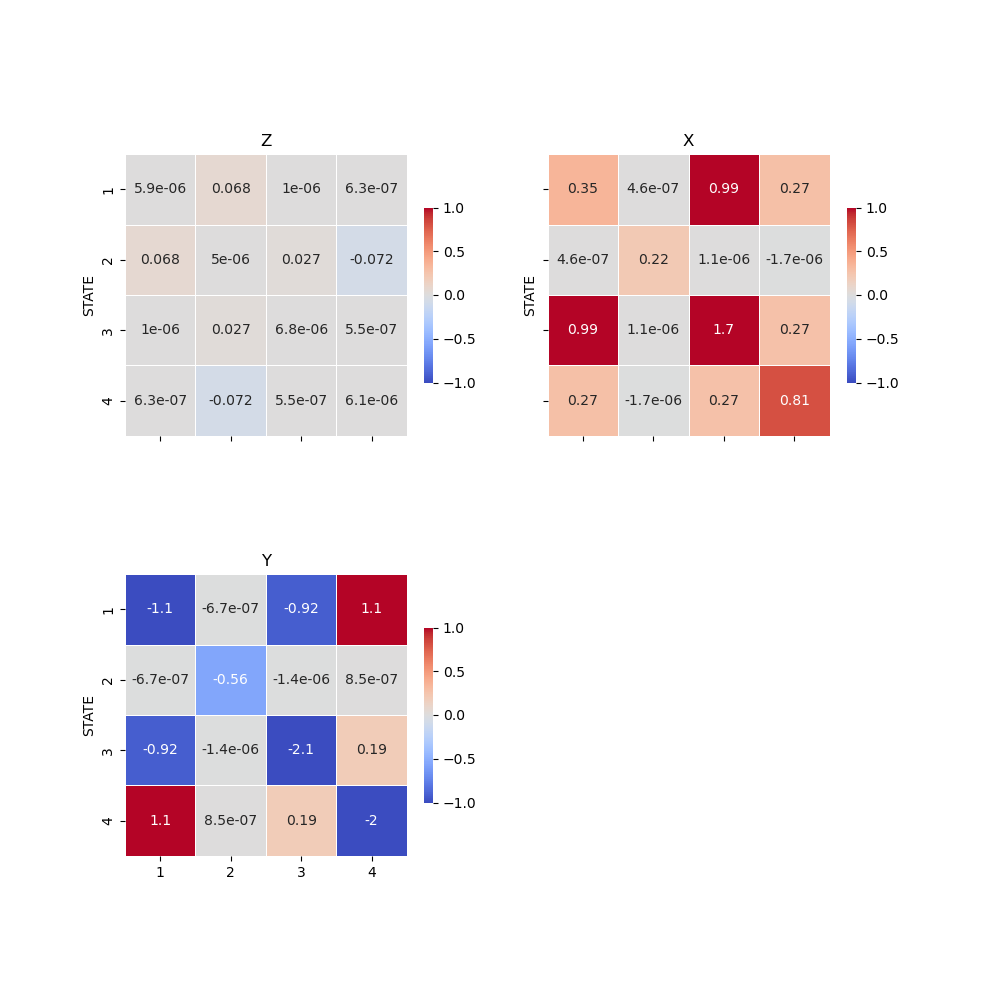 Z
X
1 5.9e-06 0.068 1e-06 6.3e-07
0.35 4.6e-07 0.99 0.27
2 0.068 5e-06 0.027 -0.072
4.6e-07 0.22 1.1e-06 -1.7e-06
3 1e-06 0.027 6.8e-06 5.5e-07
0.99 1.1e-06 1.7 0.27
4 6.3e-07 -0.072 5.5e-07 6.1e-06
0.27 -1.7e-06 0.27 0.81
STATE
STATE
1.0
0.5
0.0
−0.5
−1.0
1.0
0.5
0.0
−0.5
−1.0
Y
1 -1.1 -6.7e-07 -0.92 1.1
2 -6.7e-07 -0.56 -1.4e-06 8.5e-07
3 -0.92 -1.4e-06 -2.1 0.19
4 1.1 8.5e-07 0.19 -2
1 2 3 4
STATE
1.0
0.5
0.0
−0.5
−1.0